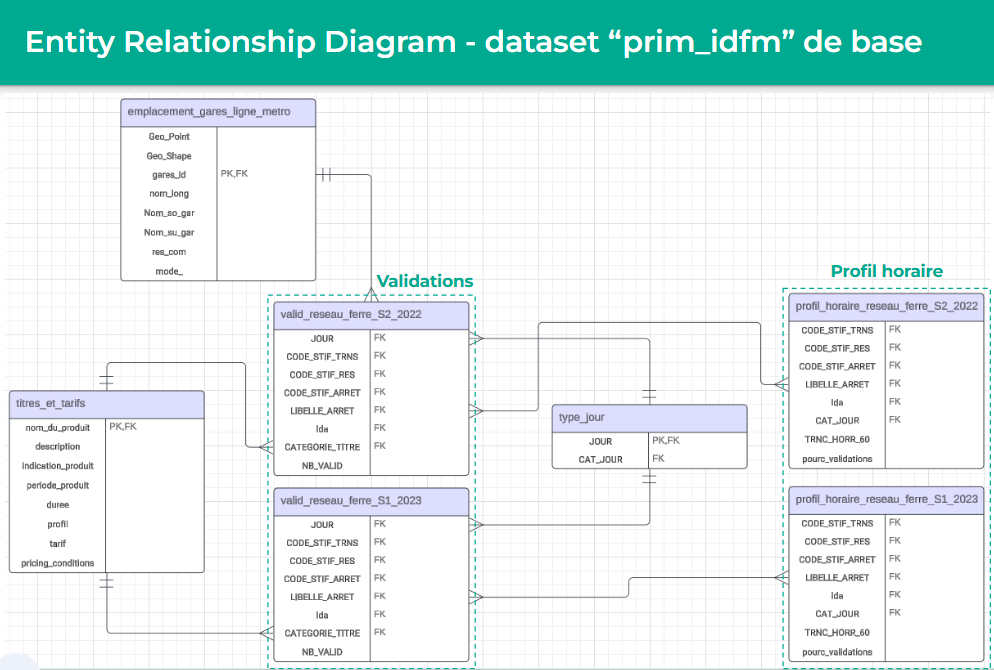 Entity Relationship Diagram - dataset “prim_idfm” de base
emplacement_gares_ligne_metro
Geo_Point
Geo_Shape
gares_id PK,FK
nom_long
Nom_so_gar
Nom_su_gar
res_com
mode_
Validations
valid_reseau_ferre_S2_2022
JOUR FK
CODE_STIF_TRNS FK
CODE_STIF_RES FK
CODE_STIF_ARRET FK
LIBELLE_ARRET FK
lda FK
CATEGORIE_TITRE FK
NB_VALID
valid_reseau_ferre_S1_2023
JOUR FK
CODE_STIF_TRNS FK
CODE_STIF_RES FK
CODE_STIF_ARRET FK
LIBELLE_ARRET FK
lda FK
CATEGORIE_TITRE FK
NB_VALID
titres_et_tarifs
nom_du_produit PK,FK
description
indication_produit
periode_produit
duree
profil
tarif
pricing_conditions
type_jour
JOUR PK,FK
CAT_JOUR FK
Profil horaire
profil_horaire_reseau_ferre_S2_2022
CODE_STIF_TRNS FK
CODE_STIF_RES FK
CODE_STIF_ARRET FK
LIBELLE_ARRET FK
lda FK
CAT_JOUR FK
TRNC_HORR_60
pourc_validations
profil_horaire_reseau_ferre_S1_2023
CODE_STIF_TRNS FK
CODE_STIF_RES FK
CODE_STIF_ARRET FK
LIBELLE_ARRET FK
lda FK
CAT_JOUR FK
TRNC_HORR_60
pourc_validations